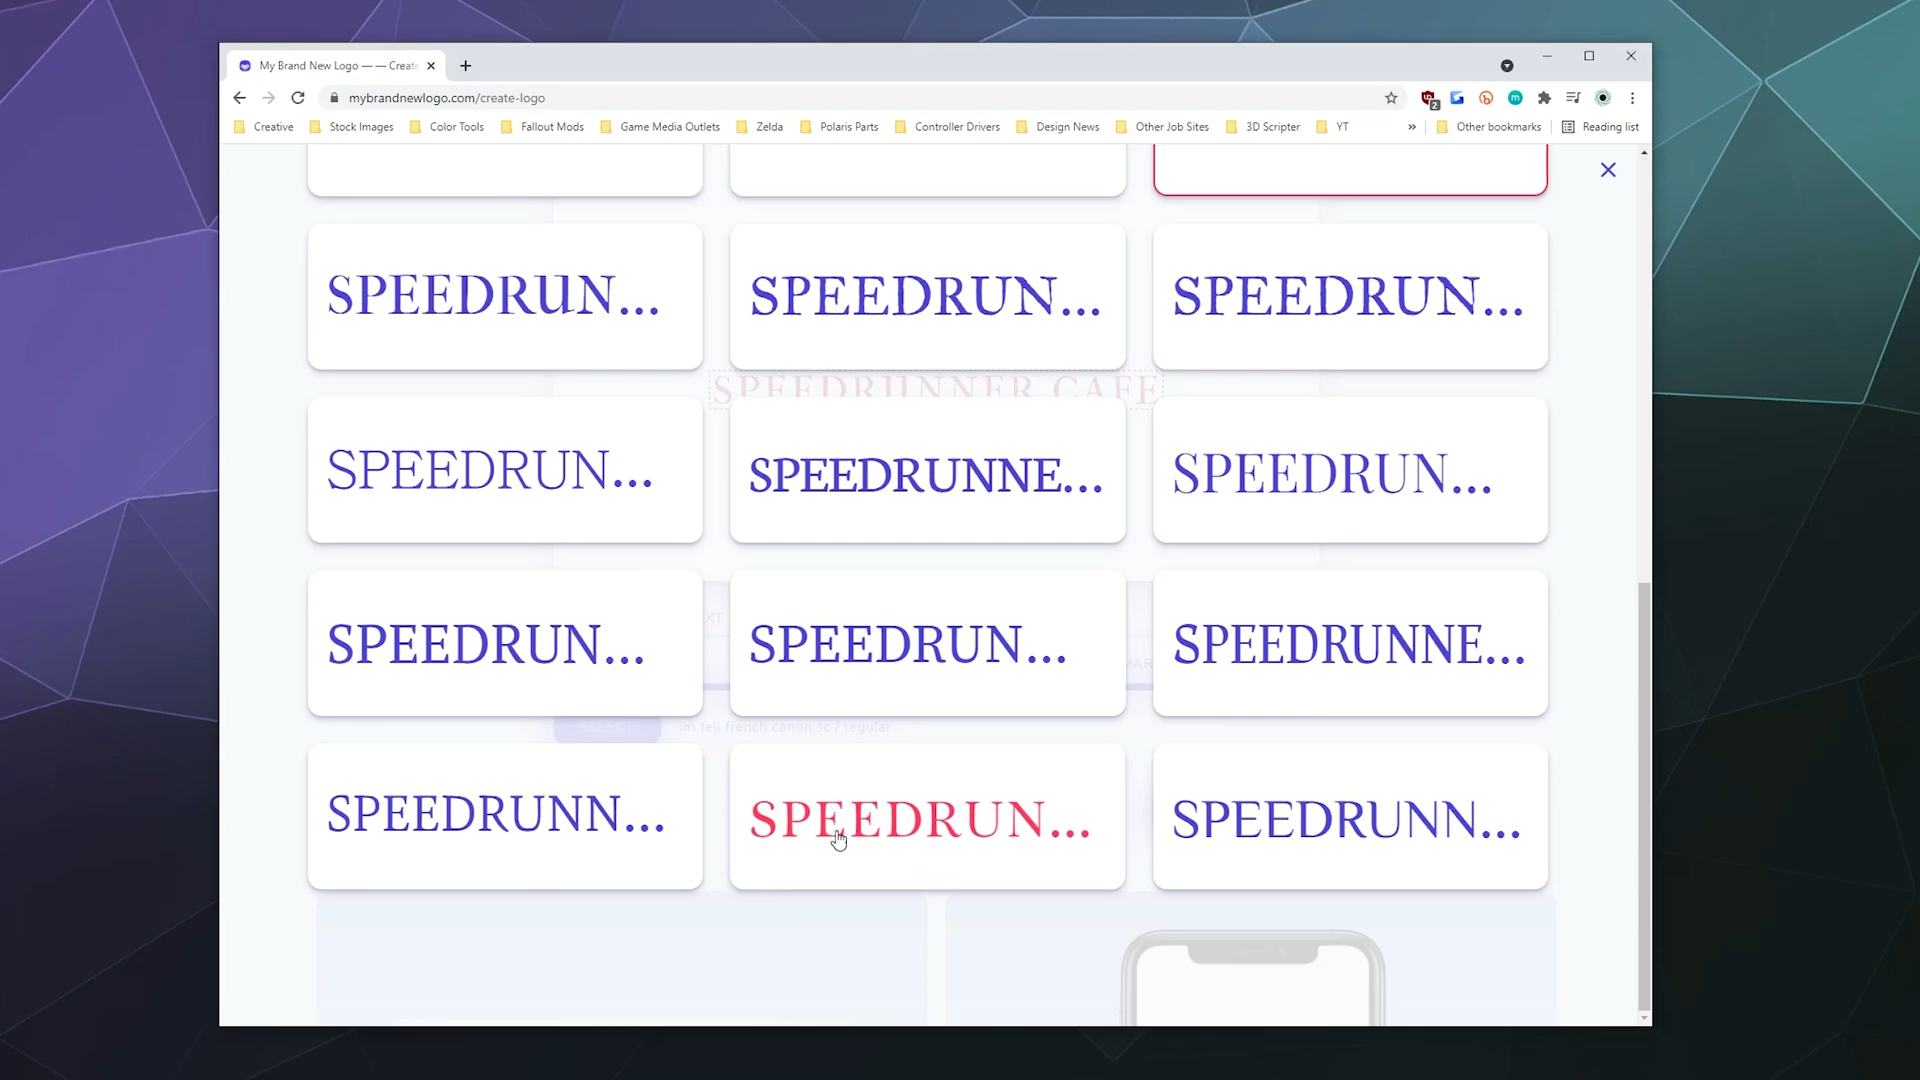 My Brand New Logo — — Create
mybrandnewlogo.com/create-logo
2
Creative Stock Images Color Tools Fallout Mods Game Media Outlets Zelda Polaris Parts Controller Drivers Design News Other Job Sites 3D Scripter YT » Other bookmarks Reading list
SPEEDRUN... SPEEDRUN... SPEEDRUN...
SPEEDRUNNER CAFE
SPEEDRUN... SPEEDRUNNE... SPEEDRUN...
SPEEDRUN... SPEEDRUN... SPEEDRUNNE...
im fell french canon sc / regular
SPEEDRUNN... SPEEDRUN... SPEEDRUNN...